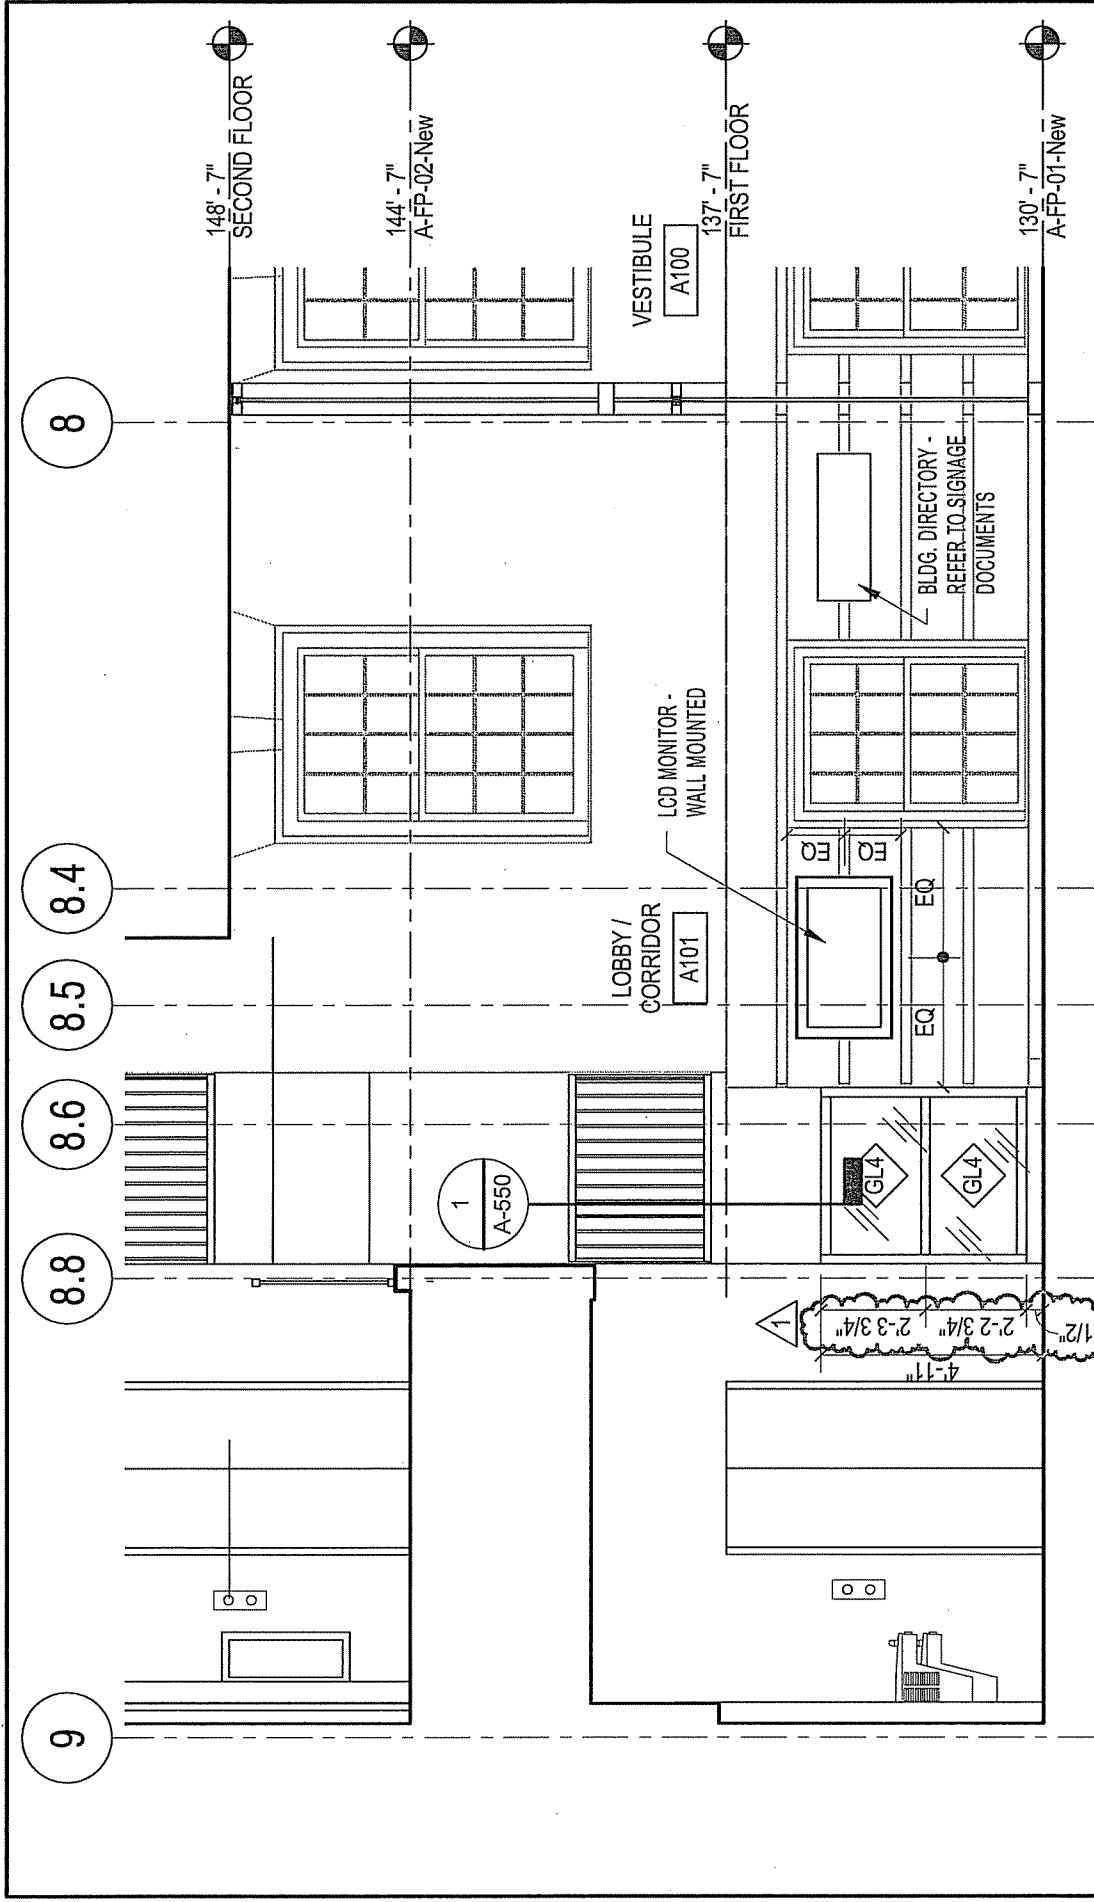 9
8.8
8.6
8.5
8.4
8
148' - 7"
SECOND FLOOR
144' - 7"
A-FP-02-New
VESTIBULE
A100
137' - 7"
FIRST FLOOR
130' - 7"
A-FP-01-New
LOBBY /
CORRIDOR
A101
LCD MONITOR -
WALL MOUNTED
BLDG. DIRECTORY -
REFER TO SIGNAGE
DOCUMENTS
1
A-550
EQ
EQ
EQ
EQ
GL4
GL4
1
2'-3 3/4"
2'-2 3/4"
1/2"
4'-11"